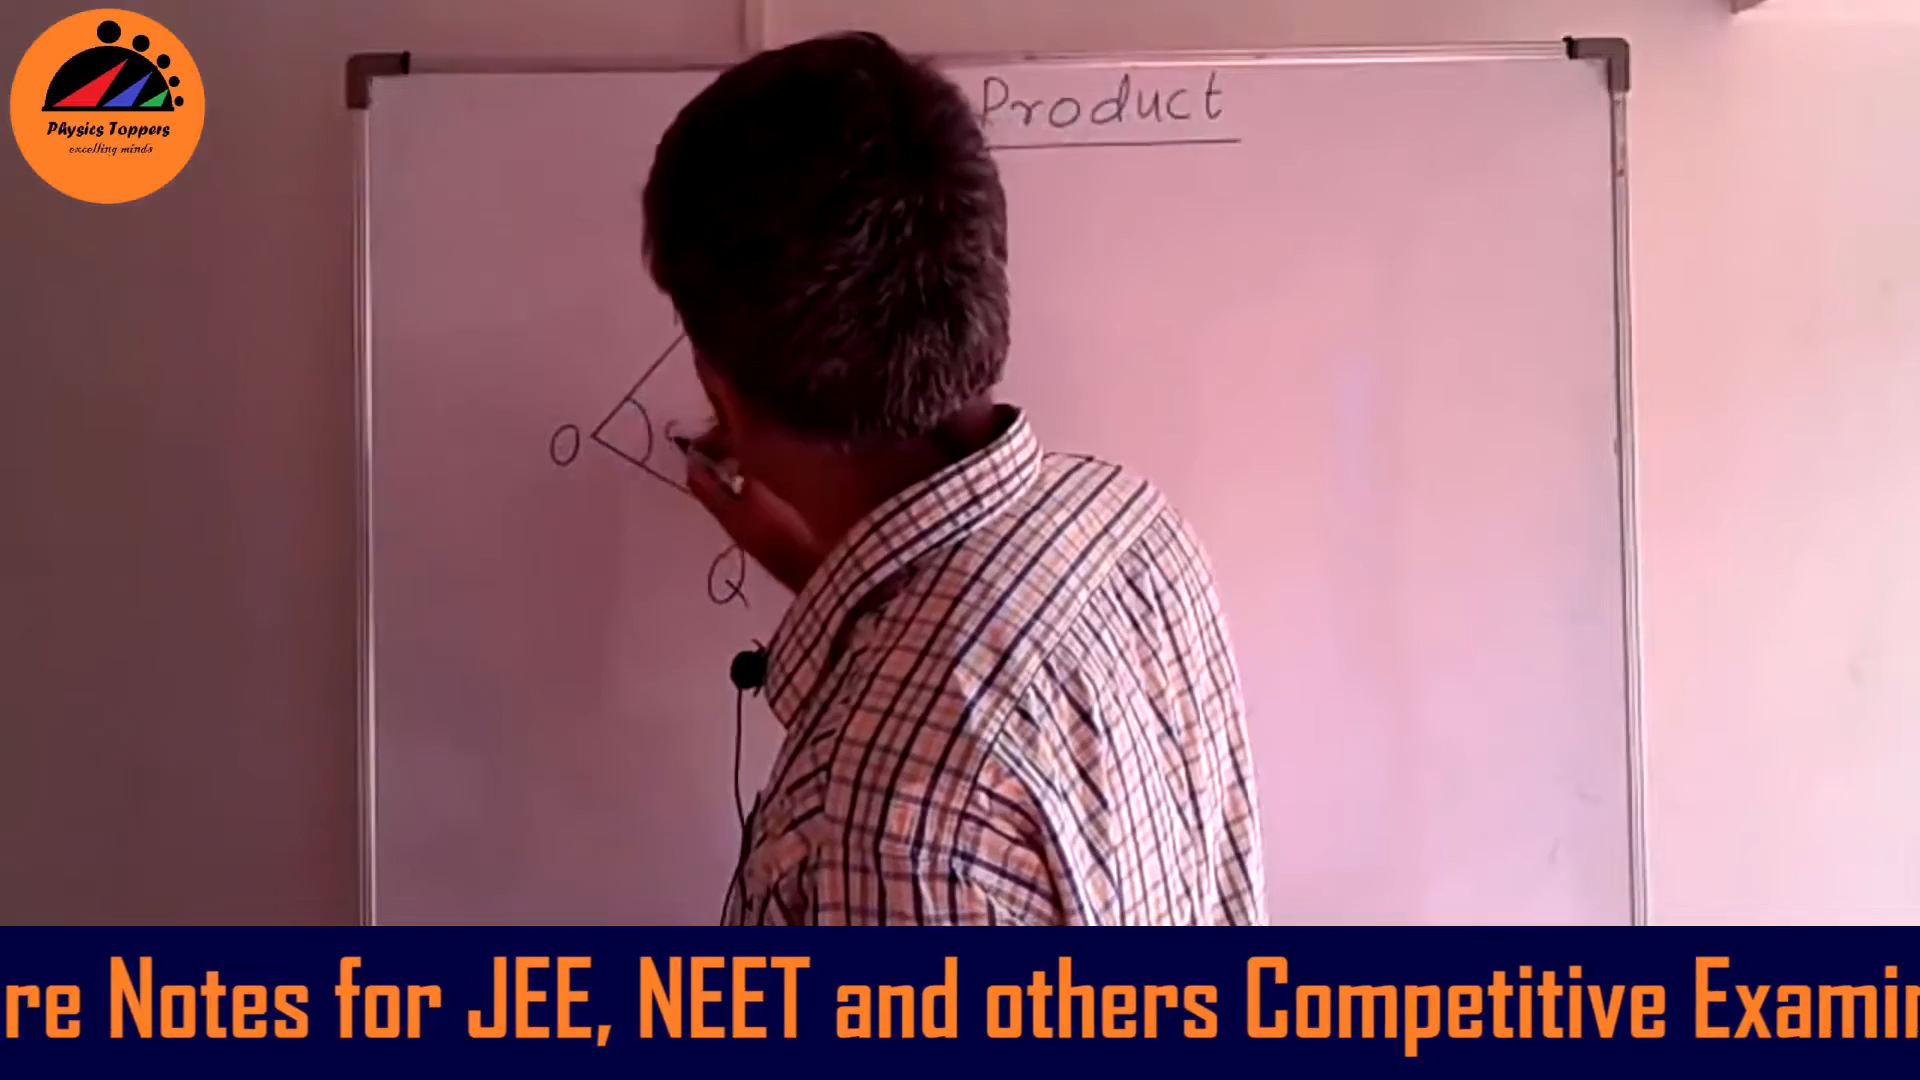 Physics Toppers
excelling minds
Product
O
Q
re Notes for JEE, NEET and others Competitive Examin